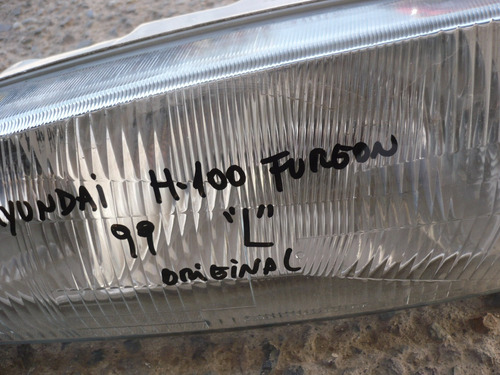 YUNDAi H-100 FURGON
99 "L"
ORiGiNAL